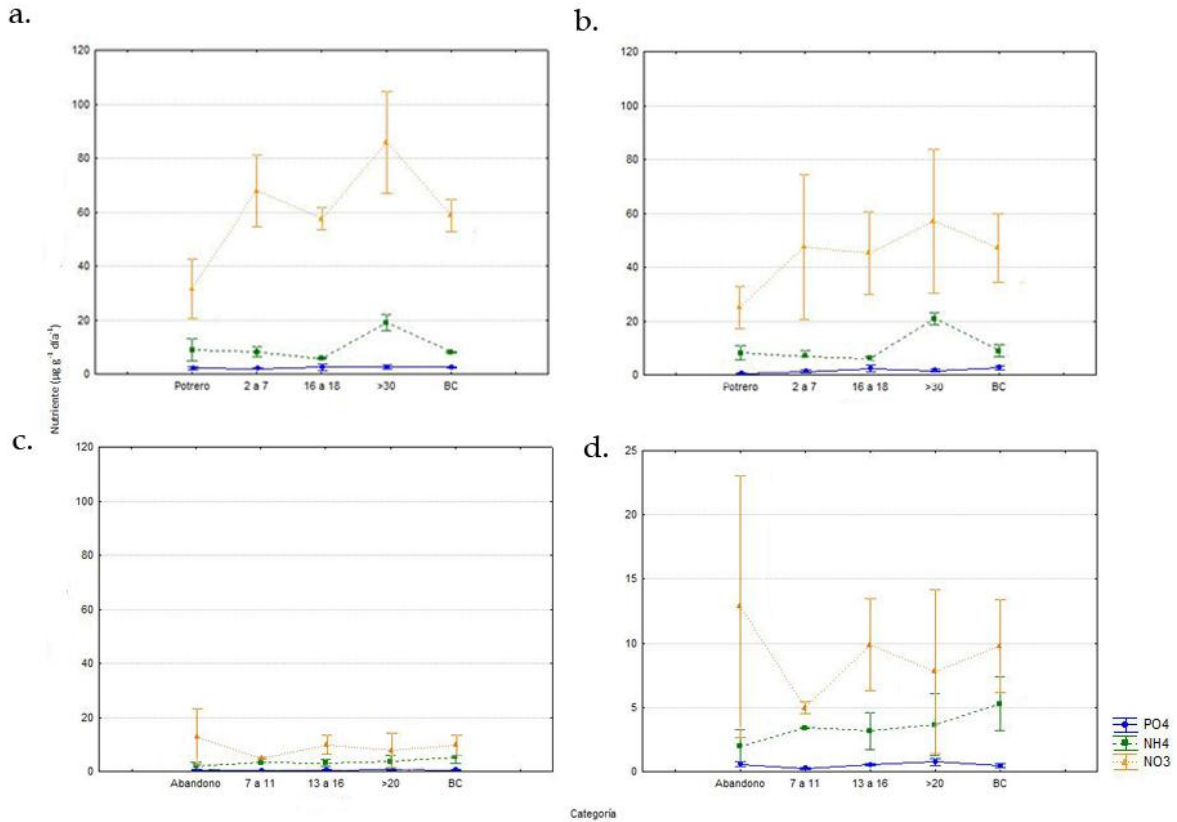 a.
120
100
80
60
40
20
0
Potrero 2 a 7 16 a 18 >30 BC
b.
120
100
80
60
40
20
0
Potrero 2 a 7 16 a 18 >30 BC
Nutriente (µg g⁻¹ día⁻¹)
c.
120
100
80
60
40
20
0
Abandono 7 a 11 13 a 16 >20 BC
d.
25
20
15
10
5
0
Abandono 7 a 11 13 a 16 >20 BC
PO4
NH4
NO3
Categoría